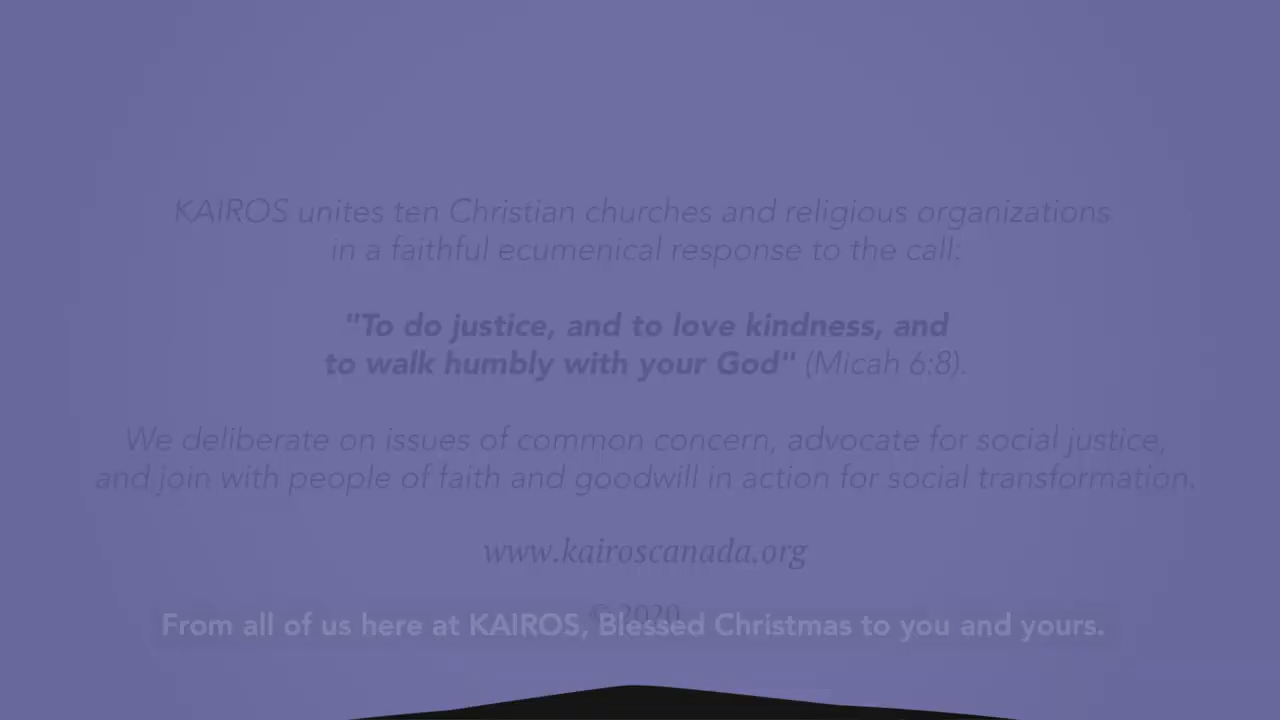 KAIROS unites ten Christian churches and religious organizations
in a faithful ecumenical response to the call:
"To do justice, and to love kindness, and
to walk humbly with your God" (Micah 6:8).
We deliberate on issues of common concern, advocate for social justice,
and join with people of faith and goodwill in action for social transformation.
www.kairoscanada.org
© 2020
From all of us here at KAIROS, Blessed Christmas to you and yours.